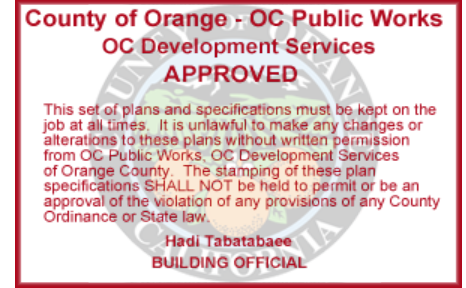 County of Orange - OC Public Works
OC Development Services
APPROVED
This set of plans and specifications must be kept on the
job at all times. It is unlawful to make any changes or
alterations to these plans without written permission
from OC Public Works, OC Development Services
of Orange County. The stamping of these plan
specifications SHALL NOT be held to permit or be an
approval of the violation of any provisions of any County
Ordinance or State law.
Hadi Tabatabaee
BUILDING OFFICIAL
COUNTY OF ORANGE
CALIFORNIA